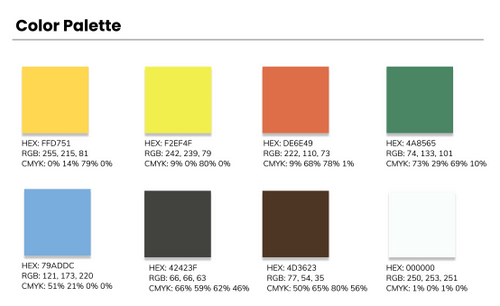 Color Palette
HEX: FFD751
RGB: 255, 215, 81
CMYK: 0% 14% 79% 0%
HEX: F2EF4F
RGB: 242, 239, 79
CMYK: 9% 0% 80% 0%
HEX: DE6E49
RGB: 222, 110, 73
CMYK: 9% 68% 78% 1%
HEX: 4A8565
RGB: 74, 133, 101
CMYK: 73% 29% 69% 10%
HEX: 79ADDC
RGB: 121, 173, 220
CMYK: 51% 21% 0% 0%
HEX: 42423F
RGB: 66, 66, 63
CMYK: 66% 59% 62% 46%
HEX: 4D3623
RGB: 77, 54, 35
CMYK: 50% 65% 80% 56%
HEX: 000000
RGB: 250, 253, 251
CMYK: 1% 0% 1% 0%